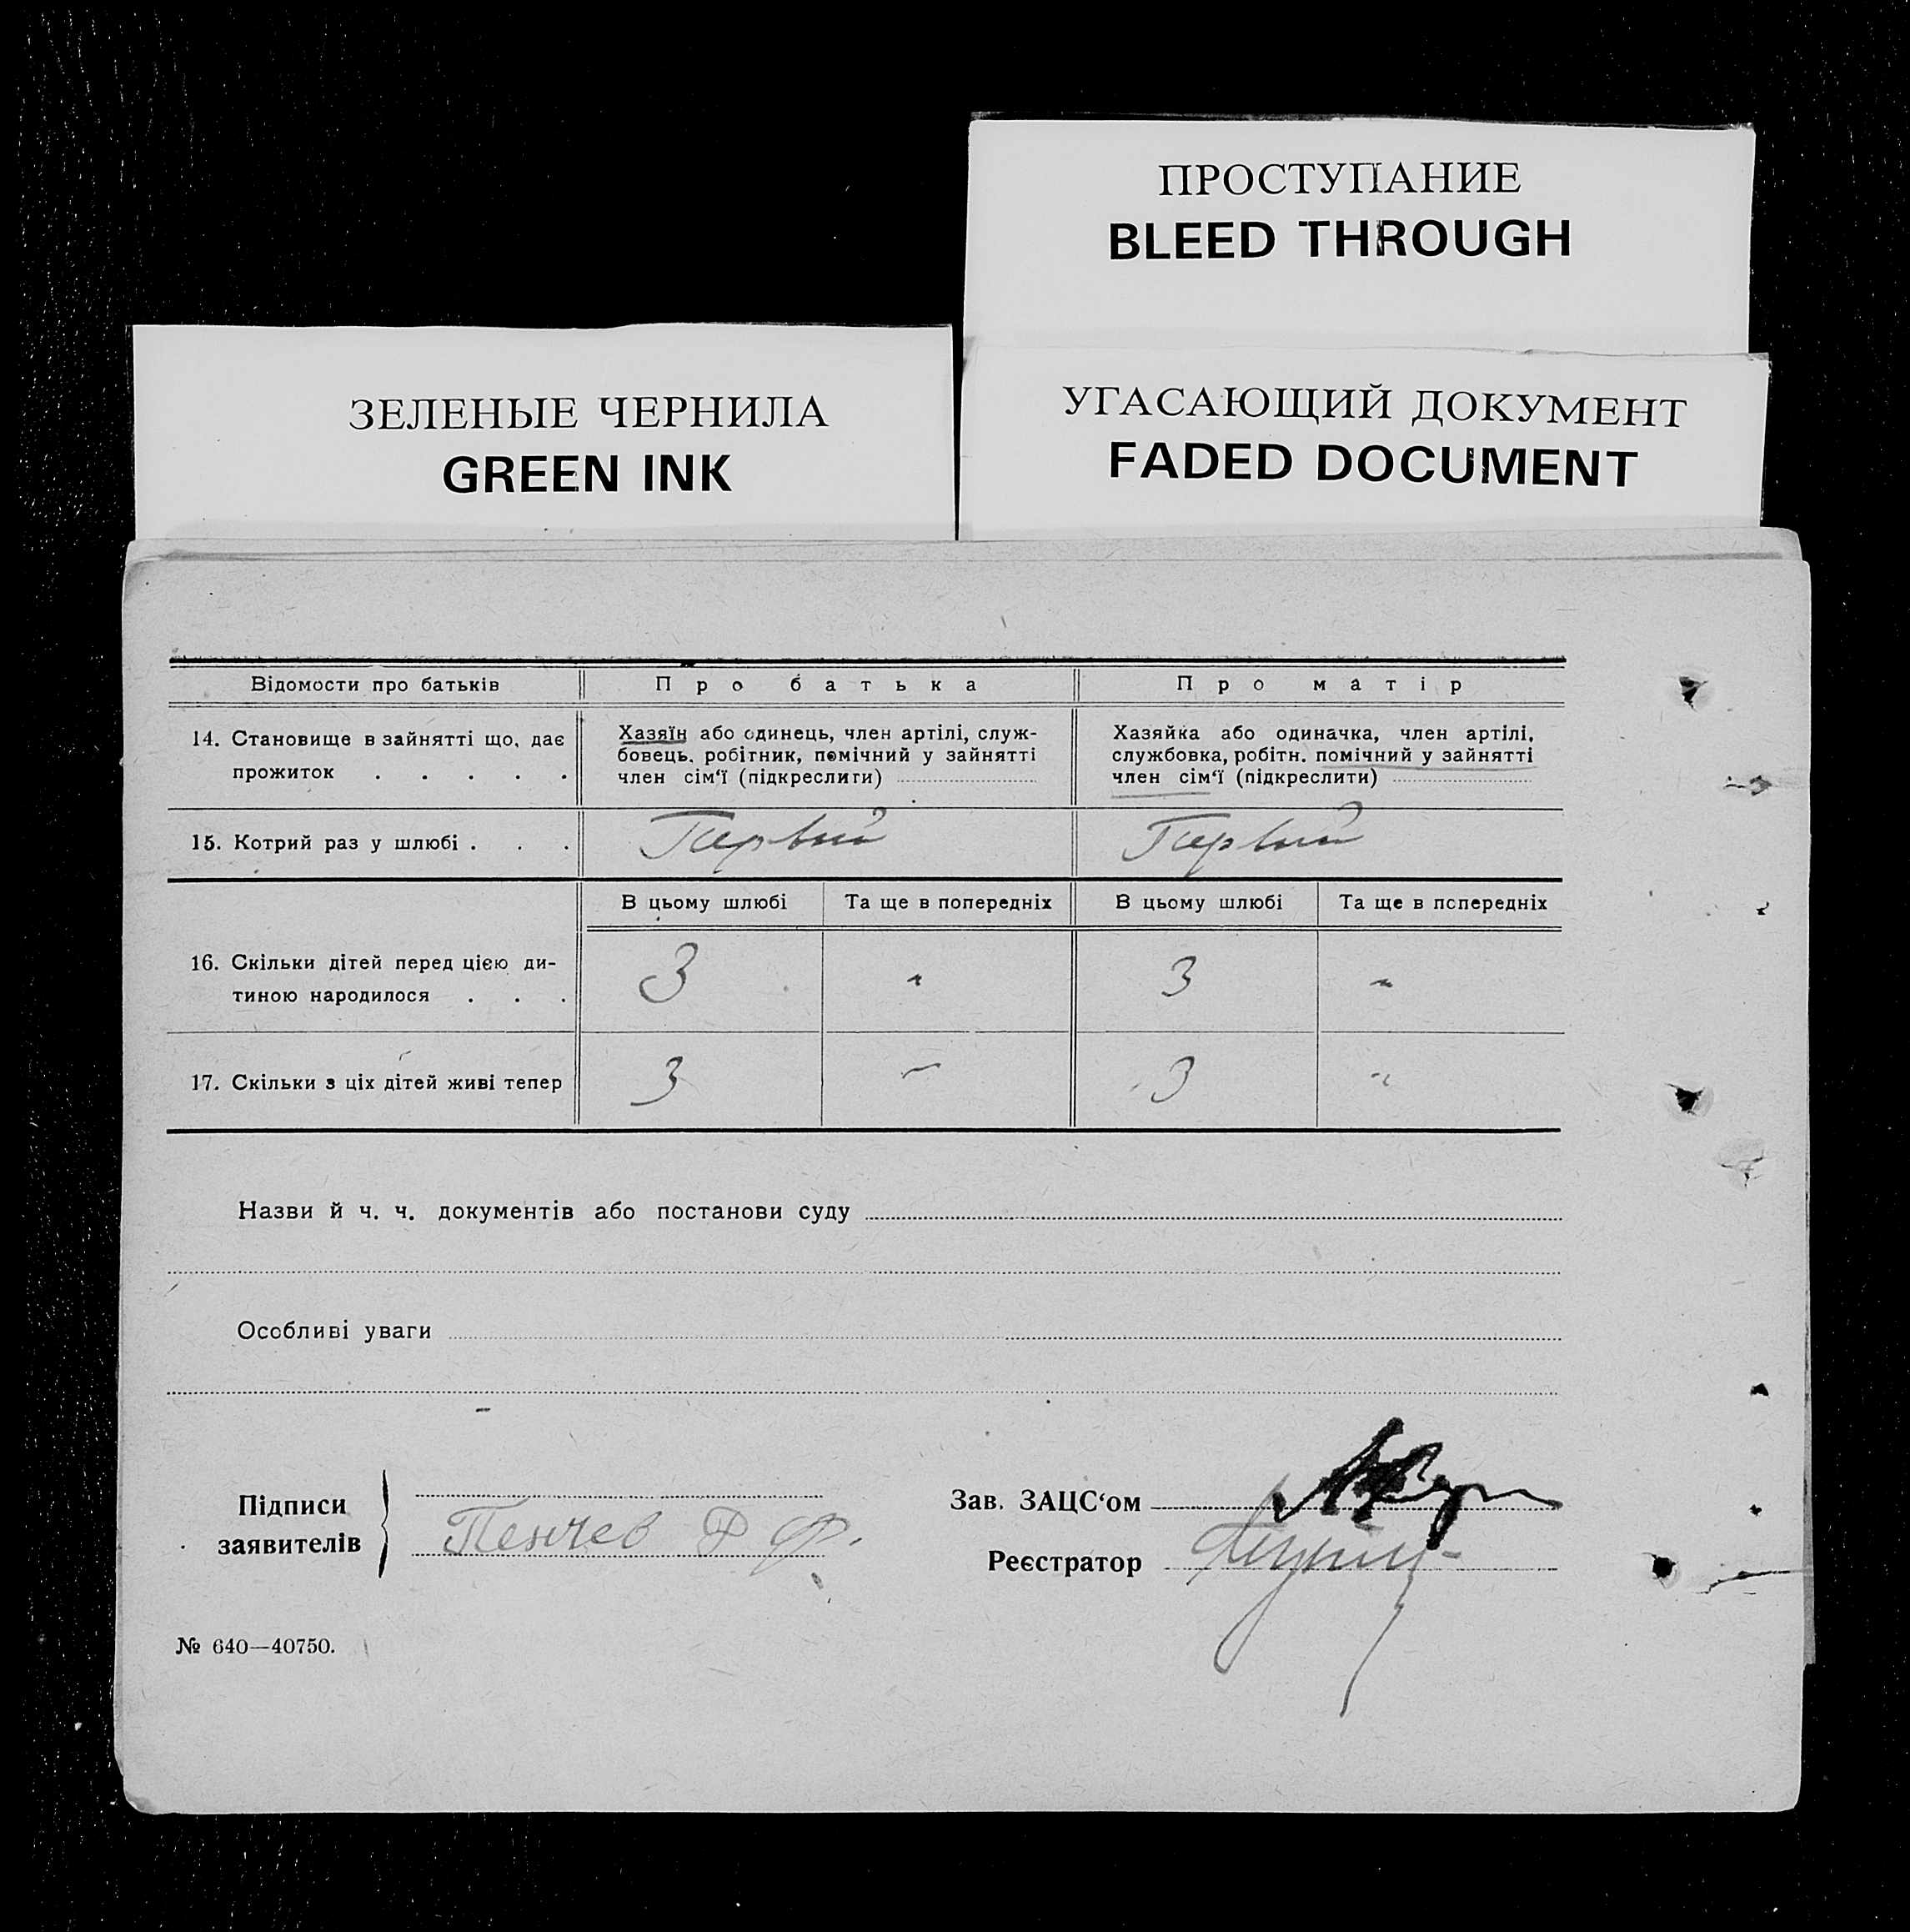 ПРОСТУПАНИЕ
BLEED THROUGH
ЗЕЛЕНЫЕ ЧЕРНИЛА
GREEN INK
УГАСАЮЩИЙ ДОКУМЕНТ
FADED DOCUMENT
Відомости про батьків
Про батька
Про матір
14. Становище в зайнятті що, дає
прожиток . . . . .
Хазяїн або одинець, член артілі, служ-
бовець. робітник, помічний у зайнятті
член сім‘ї (підкреслити)
Хазяйка або одиначка, член артілі,
службовка, робітн. помічний у зайнятті
член сім‘ї (підкреслити)
15. Котрий раз у шлюбі . . .
Первий
Первий
В цьому шлюбі
Та ще в попередніх
В цьому шлюбі
Та ще в попередніх
16. Скільки дітей перед цією ди-
тиною народилося . . .
3
-
3
-
17. Скільки з ціх дітей живі тепер
3
-
3
-
Назви й ч. ч. документів або постанови суду
Особливі уваги
Підписи
заявителів
Пенчев Р Ф.
Зав. ЗАЦС‘ом
Реєстратор
№ 640—40750.